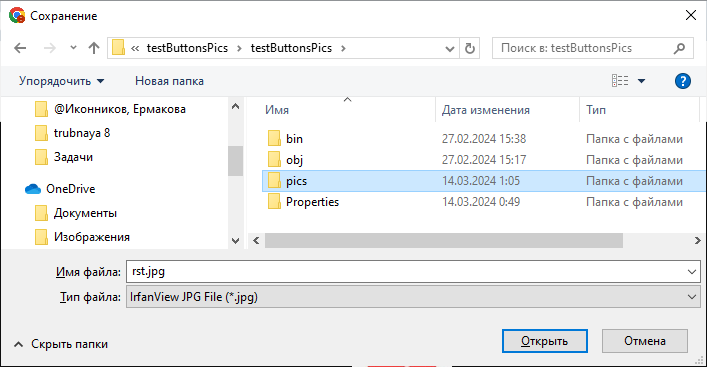 Сохранение
« testButtonsPics › testButtonsPics ›
Поиск в: testButtonsPics
Упорядочить Новая папка
?
@Иконников, Ермакова
trubnaya 8
Задачи
OneDrive
Документы
Изображения
Имя Дата изменения Тип
bin 27.02.2024 15:38 Папка с файлами
obj 27.02.2024 15:17 Папка с файлами
pics 14.03.2024 1:05 Папка с файлами
Properties 14.03.2024 0:49 Папка с файлами
Имя файла: rst.jpg
Тип файла: IrfanView JPG File (*.jpg)
Скрыть папки
Открыть Отмена